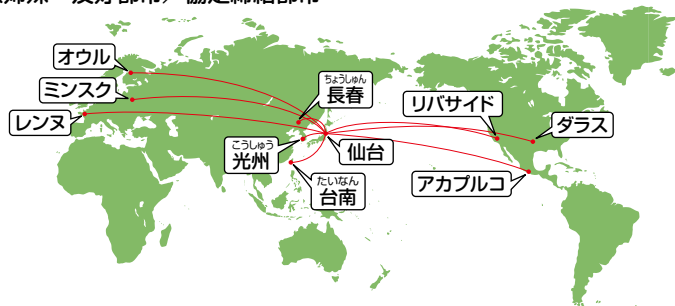 オウル
ミンスク
レンヌ
ちょうしゅん
長春
こうしゅう
光州
仙台
たいなん
台南
リバサイド
ダラス
アカプルコ